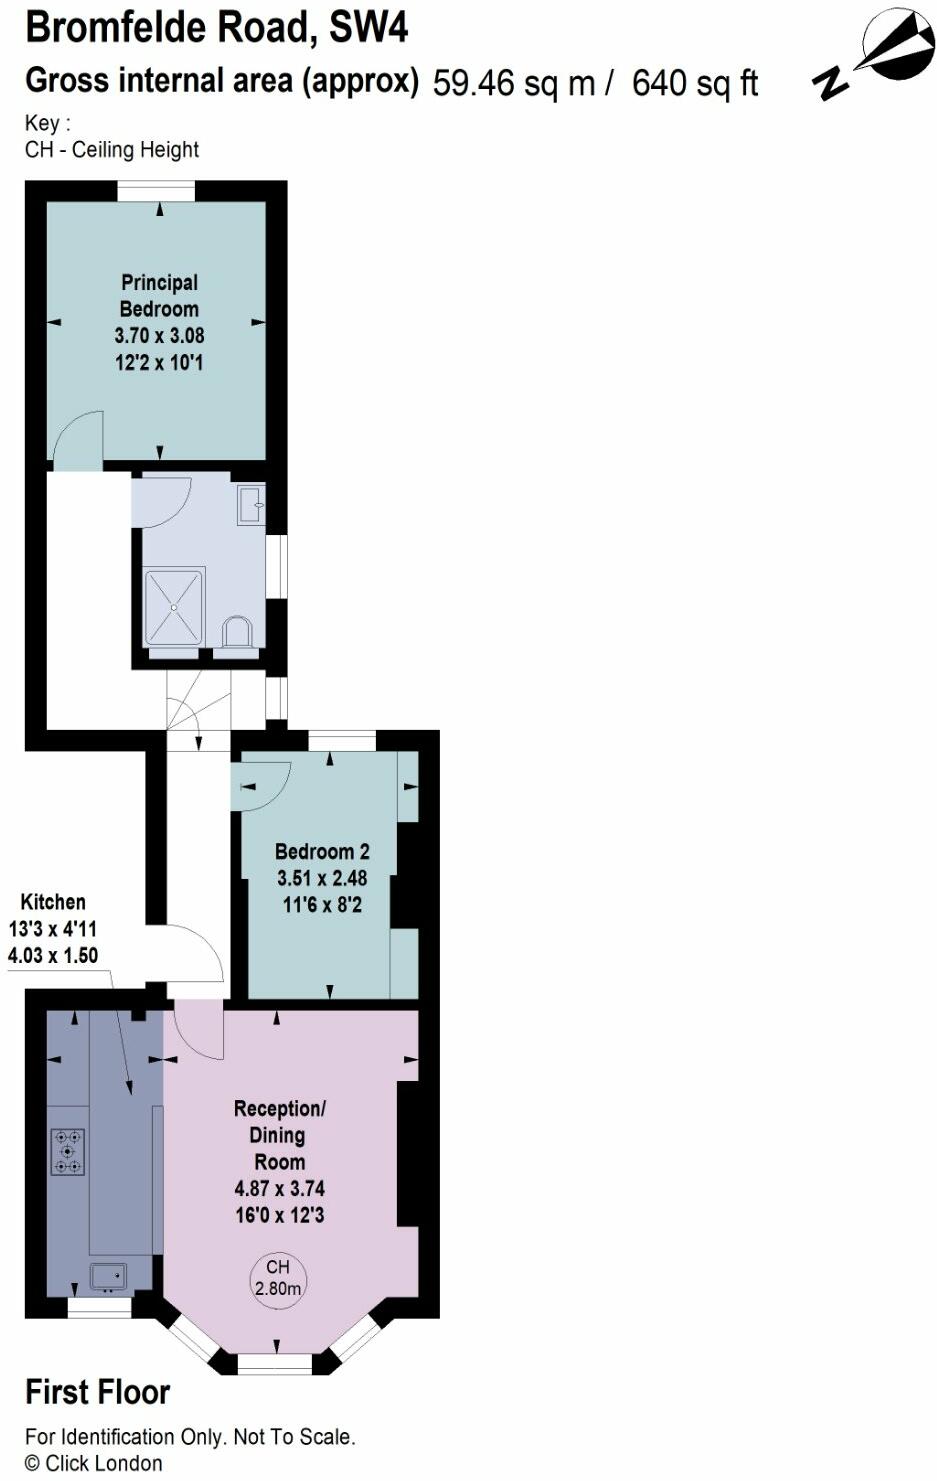 Bromfelde Road, SW4
Gross internal area (approx) 59.46 sq m / 640 sq ft
Key :
CH - Ceiling Height
N
Principal
Bedroom
3.70 x 3.08
12'2 x 10'1
Bedroom 2
3.51 x 2.48
11'6 x 8'2
Kitchen
13'3 x 4'11
4.03 x 1.50
Reception/
Dining
Room
4.87 x 3.74
16'0 x 12'3
CH
2.80m
First Floor
For Identification Only. Not To Scale.
© Click London